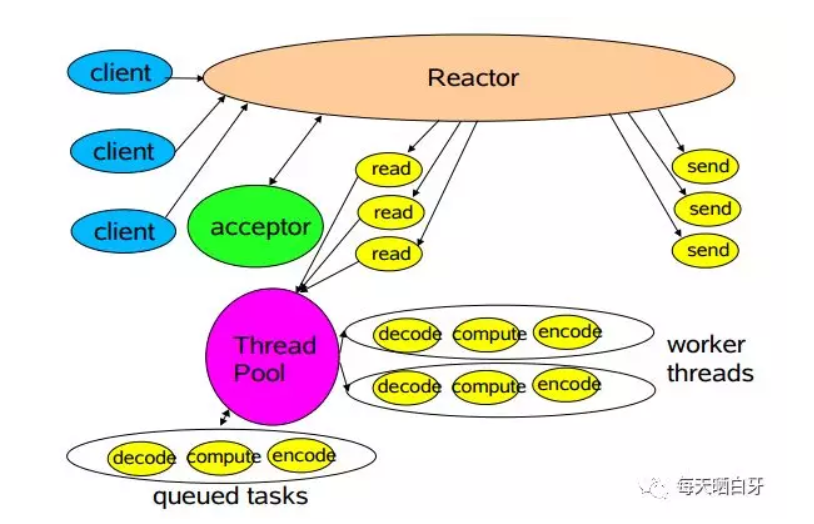 client
Reactor
client
read
send
client
acceptor
read
send
read
send
Thread
Pool
decode compute encode
decode compute encode
worker
threads
decode compute encode
queued tasks
每天晒白牙